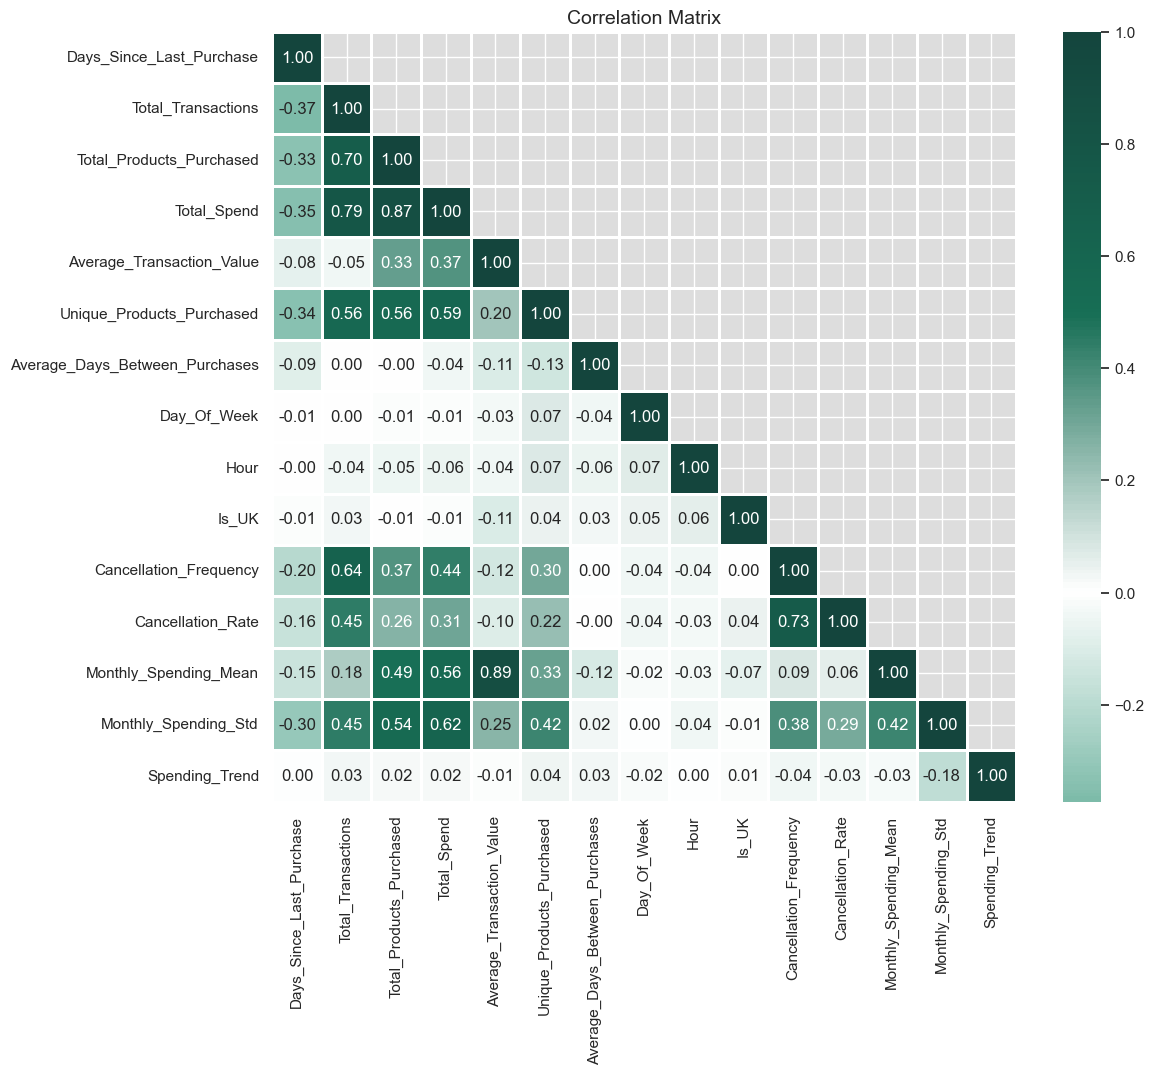 Correlation Matrix
Days_Since_Last_Purchase 1.00
Total_Transactions -0.37 1.00
Total_Products_Purchased -0.33 0.70 1.00
Total_Spend -0.35 0.79 0.87 1.00
Average_Transaction_Value -0.08 -0.05 0.33 0.37 1.00
Unique_Products_Purchased -0.34 0.56 0.56 0.59 0.20 1.00
Average_Days_Between_Purchases -0.09 0.00 -0.00 -0.04 -0.11 -0.13 1.00
Day_Of_Week -0.01 0.00 -0.01 -0.01 -0.03 0.07 -0.04 1.00
Hour -0.00 -0.04 -0.05 -0.06 -0.04 0.07 -0.06 0.07 1.00
Is_UK -0.01 0.03 -0.01 -0.01 -0.11 0.04 0.03 0.05 0.06 1.00
Cancellation_Frequency -0.20 0.64 0.37 0.44 -0.12 0.30 0.00 -0.04 -0.04 0.00 1.00
Cancellation_Rate -0.16 0.45 0.26 0.31 -0.10 0.22 -0.00 -0.04 -0.03 0.04 0.73 1.00
Monthly_Spending_Mean -0.15 0.18 0.49 0.56 0.89 0.33 -0.12 -0.02 -0.03 -0.07 0.09 0.06 1.00
Monthly_Spending_Std -0.30 0.45 0.54 0.62 0.25 0.42 0.02 0.00 -0.04 -0.01 0.38 0.29 0.42 1.00
Spending_Trend 0.00 0.03 0.02 0.02 -0.01 0.04 0.03 -0.02 0.00 0.01 -0.04 -0.03 -0.03 -0.18 1.00
Days_Since_Last_Purchase
Total_Transactions
Total_Products_Purchased
Total_Spend
Average_Transaction_Value
Unique_Products_Purchased
Average_Days_Between_Purchases
Day_Of_Week
Hour
Is_UK
Cancellation_Frequency
Cancellation_Rate
Monthly_Spending_Mean
Monthly_Spending_Std
Spending_Trend
1.0
0.8
0.6
0.4
0.2
0.0
−0.2